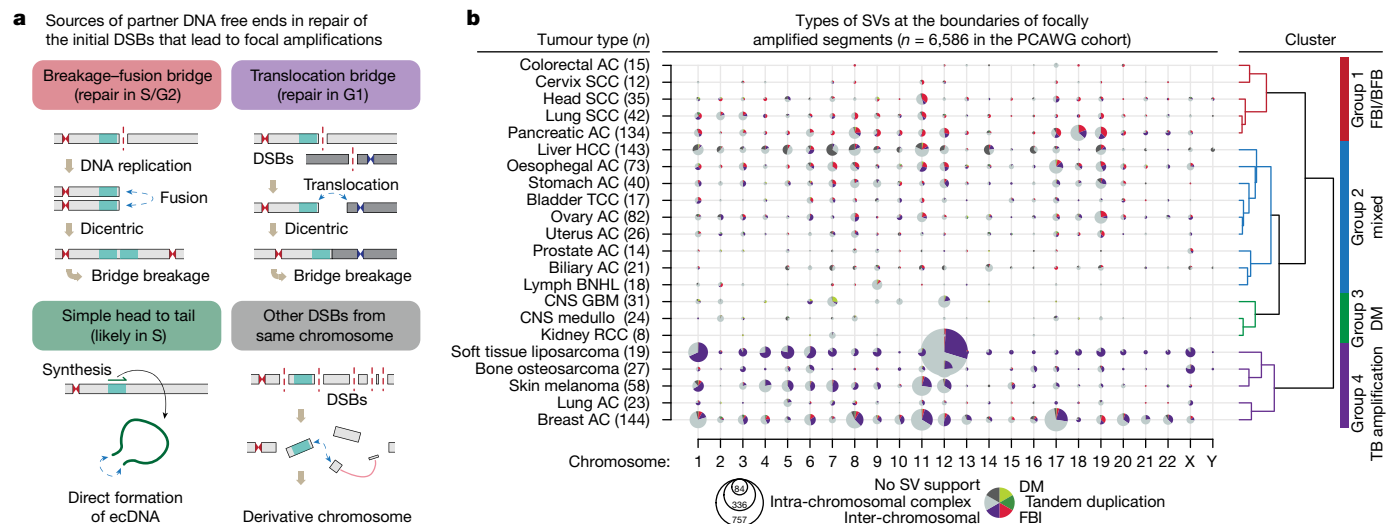 a
Sources of partner DNA free ends in repair of
the initial DSBs that lead to focal amplifications
Breakage–fusion bridge
(repair in S/G2)
Translocation bridge
(repair in G1)
DNA replication
Fusion
Dicentric
Bridge breakage
DSBs
Translocation
Dicentric
Bridge breakage
Simple head to tail
(likely in S)
Other DSBs from
same chromosome
Synthesis
Direct formation
of ecDNA
DSBs
Derivative chromosome
b
Types of SVs at the boundaries of focally
amplified segments (n = 6,586 in the PCAWG cohort)
Tumour type (n)
Cluster
Colorectal AC (15)
Cervix SCC (12)
Head SCC (35)
Lung SCC (42)
Pancreatic AC (134)
Liver HCC (143)
Oesophegal AC (73)
Stomach AC (40)
Bladder TCC (17)
Ovary AC (82)
Uterus AC (26)
Prostate AC (14)
Biliary AC (21)
Lymph BNHL (18)
CNS GBM (31)
CNS medullo (24)
Kidney RCC (8)
Soft tissue liposarcoma (19)
Bone osteosarcoma (27)
Skin melanoma (58)
Lung AC (23)
Breast AC (144)
Group 1
FBI/BFB
Group 2
mixed
Group 3
DM
Group 4
TB amplification
Chromosome:
1 2 3 4 5 6 7 8 9 10 11 12 13 14 15 16 17 18 19 20 21 22 X Y
84
336
757
No SV support
Intra-chromosomal complex
Inter-chromosomal
DM
Tandem duplication
FBI